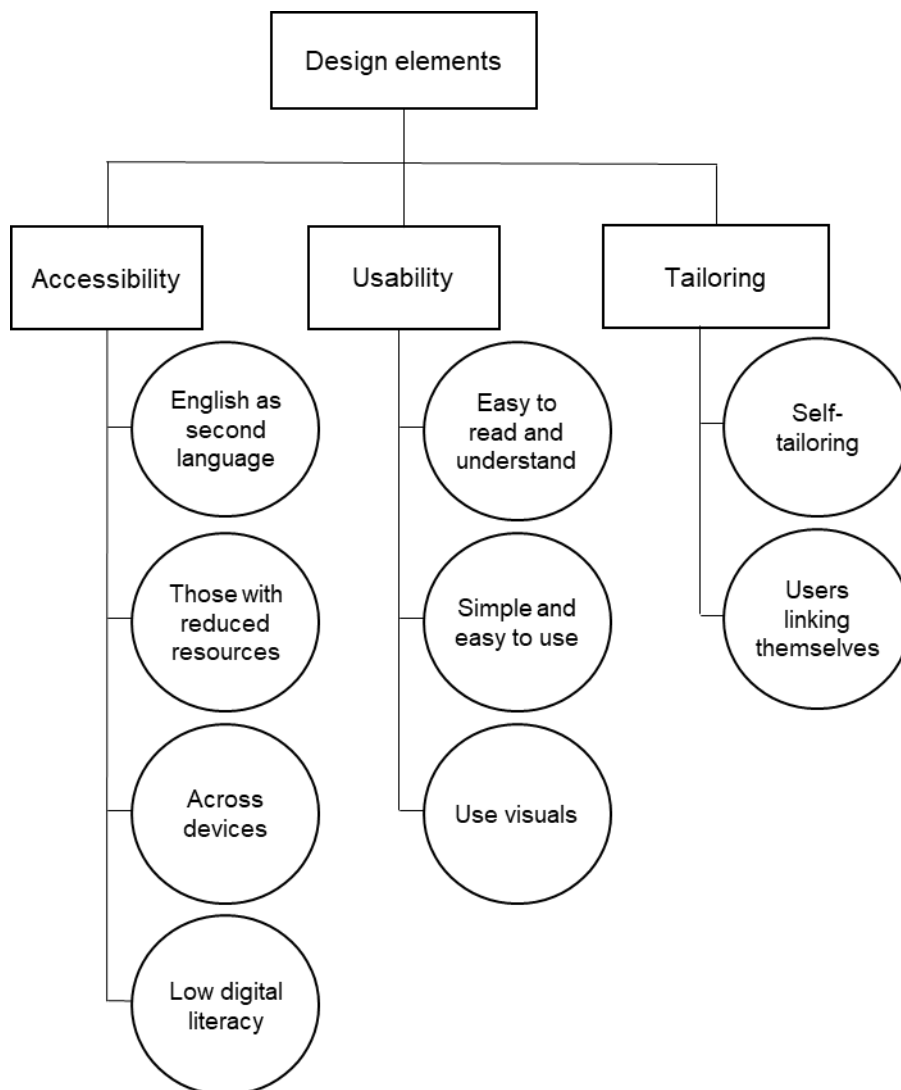 Design elements
Accessibility
Usability
Tailoring
English as
second
language
Those with
reduced
resources
Across
devices
Low digital
literacy
Easy to
read and
understand
Simple and
easy to use
Use visuals
Self-
tailoring
Users
linking
themselves